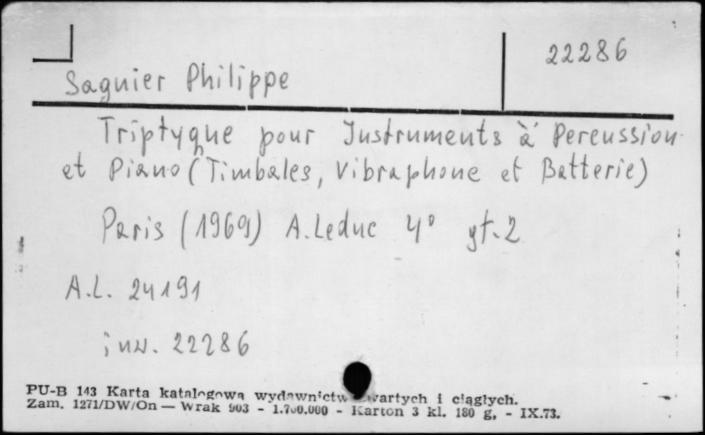 22286
Sagnier Philippe
Triptyque pour Instruments à Percussion
et Piano (Timbales, Vibraphone et Batterie)
Paris (1969) A. Leduc 4° gt. 2
A.L. 24191
inw. 22286
PU-B 143 Karta katalogowa wydawnictw zwartych i ciągłych.
Zam. 1271/DW/On — Wrak 903 - 1.700.000 - Karton 3 kl. 180 g. - IX.73.